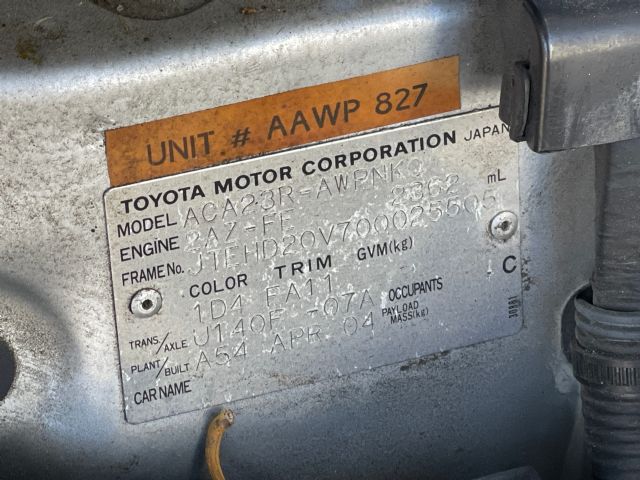 UNIT # AAWP 827
TOYOTA MOTOR CORPORATION JAPAN
MODEL ACA23R-AWPNKQ
ENGINE 2AZ-FE 2362 mL
FRAME No. JTEHD20V700025505
COLOR TRIM GVM(kg)
1D4 FA11 C
TRANS/AXLE U140F -07A OCCUPANTS
PLANT/BUILT A54 APR 04 PAYLOAD MASS(kg)
CAR NAME